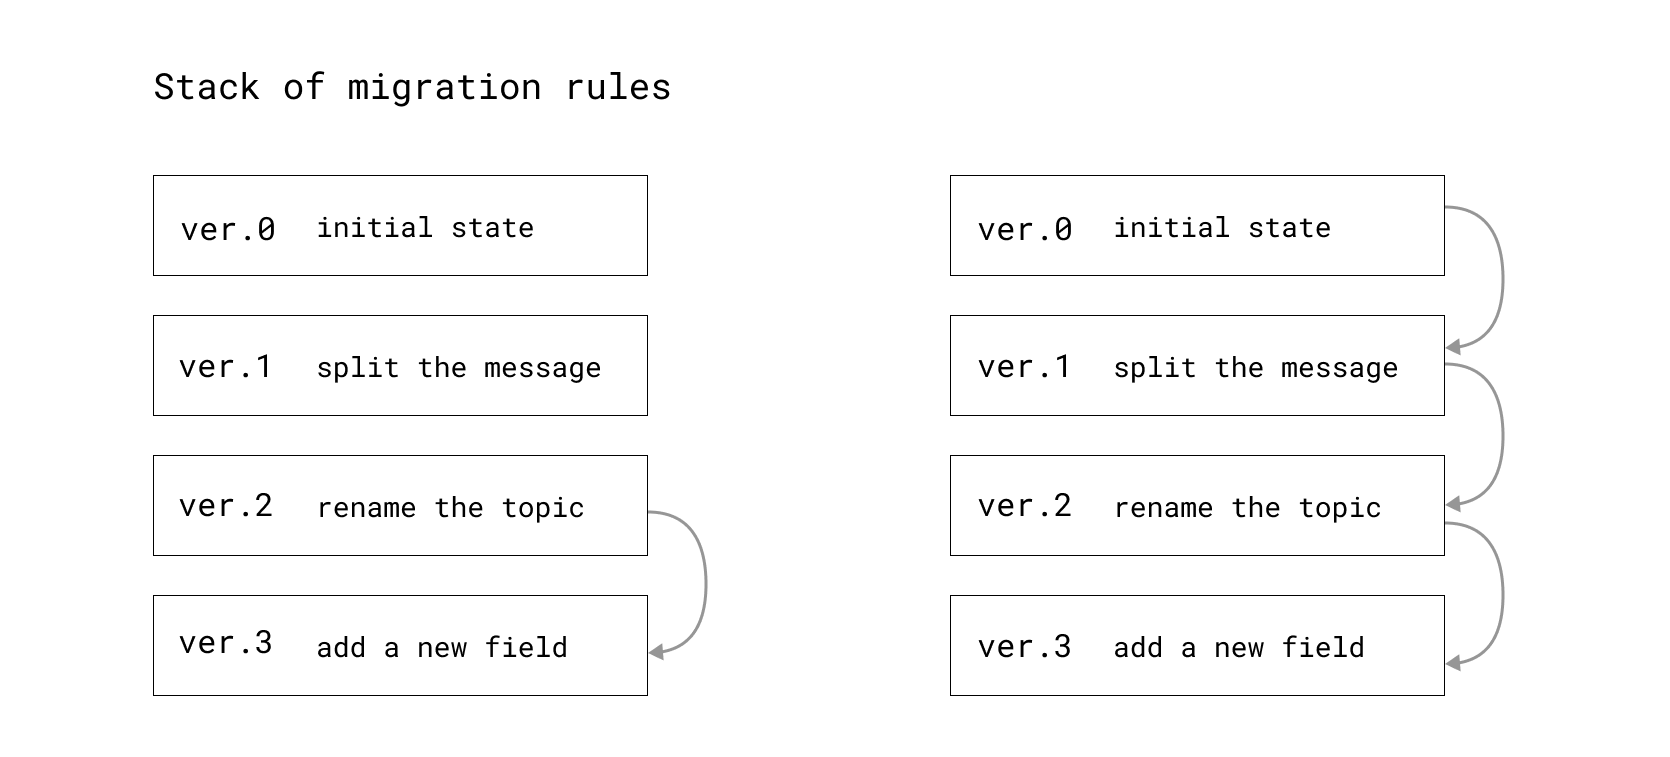 Stack of migration rules
ver.0 initial state
ver.1 split the message
ver.2 rename the topic
ver.3 add a new field
ver.0 initial state
ver.1 split the message
ver.2 rename the topic
ver.3 add a new field